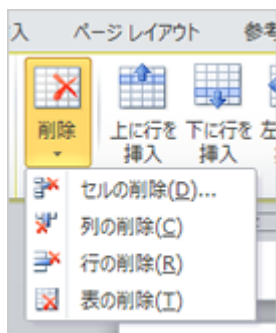 入 ページ レイアウト 参考
削除
上に行を 下に行を 左
挿入 挿入
セルの削除(D)...
列の削除(C)
行の削除(R)
表の削除(T)